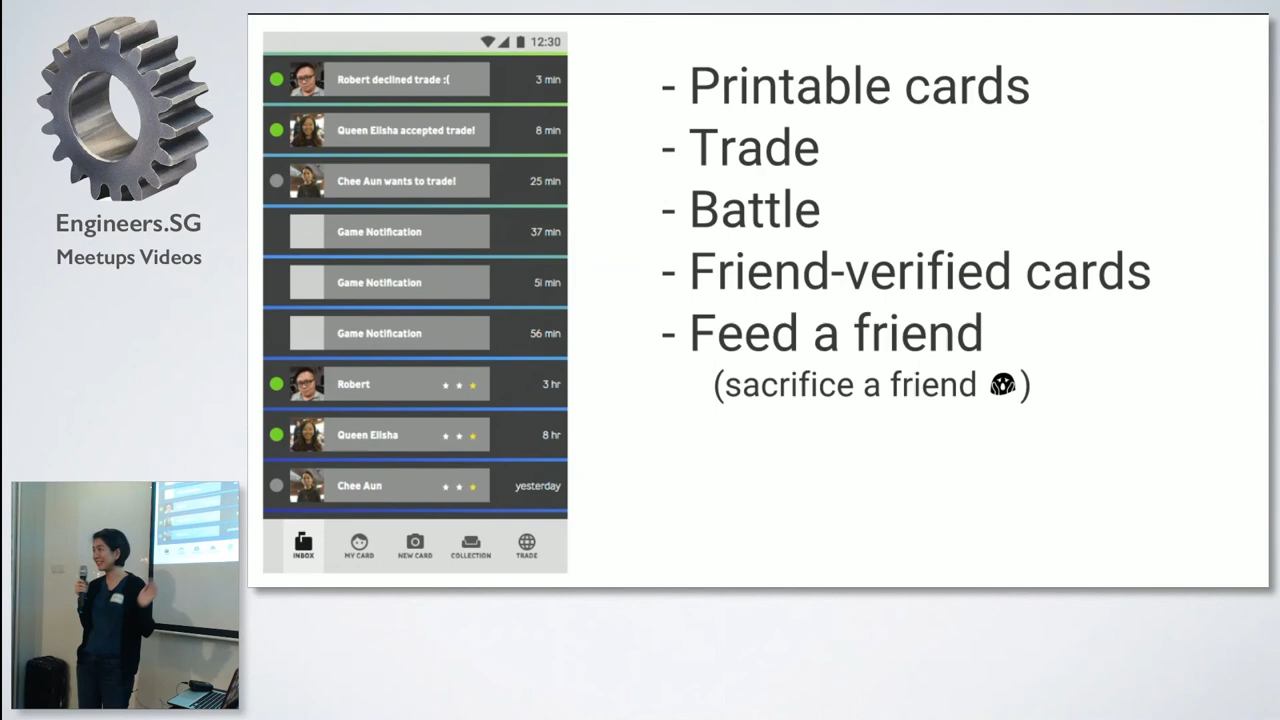 Engineers.SG
Meetups Videos
12:30
Robert declined trade :( 3 min
Queen Elisha accepted trade! 8 min
Chee Aun wants to trade! 25 min
Game Notification 37 min
Game Notification 51 min
Game Notification 56 min
Robert 3 hr
Queen Elisha 8 hr
Chee Aun yesterday
INBOX MY CARD NEW CARD COLLECTION TRADE
- Printable cards
- Trade
- Battle
- Friend-verified cards
- Feed a friend
(sacrifice a friend )